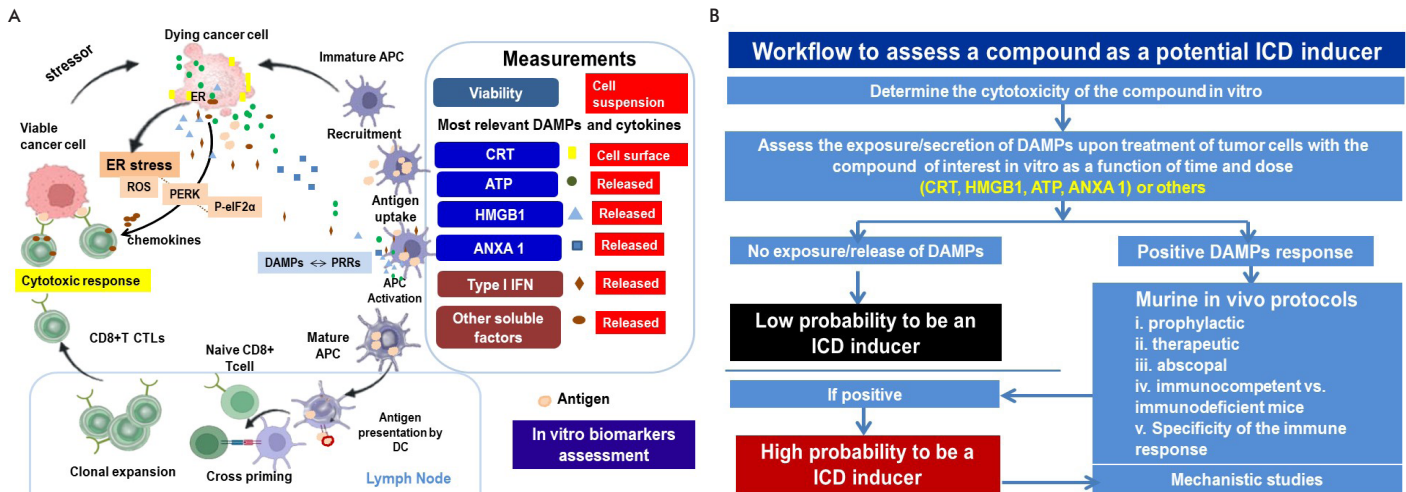 A
Dying cancer cell
stressor
ER
Immature APC
Viable
cancer cell
Recruitment
ER stress
ROS
PERK
P-eIF2α
chemokines
Antigen
uptake
DAMPs <-> PRRs
APC
Activation
Cytotoxic response
CD8+T CTLs
Naive CD8+
Tcell
Mature
APC
Clonal expansion
Cross priming
Antigen
presentation by
DC
Lymph Node
Measurements
Viability
Cell
suspension
Most relevant DAMPs and cytokines
CRT
Cell surface
ATP
Released
HMGB1
Released
ANXA 1
Released
Type I IFN
Released
Other soluble
factors
Released
Antigen
In vitro biomarkers
assessment
B
Workflow to assess a compound as a potential ICD inducer
Determine the cytotoxicity of the compound in vitro
Assess the exposure/secretion of DAMPs upon treatment of tumor cells with the
compound of interest in vitro as a function of time and dose
(CRT, HMGB1, ATP, ANXA 1) or others
No exposure/release of DAMPs
Positive DAMPs response
Low probability to be an
ICD inducer
Murine in vivo protocols
i. prophylactic
ii. therapeutic
iii. abscopal
iv. immunocompetent vs.
immunodeficient mice
v. Specificity of the immune
response
If positive
High probability to be a
ICD inducer
Mechanistic studies